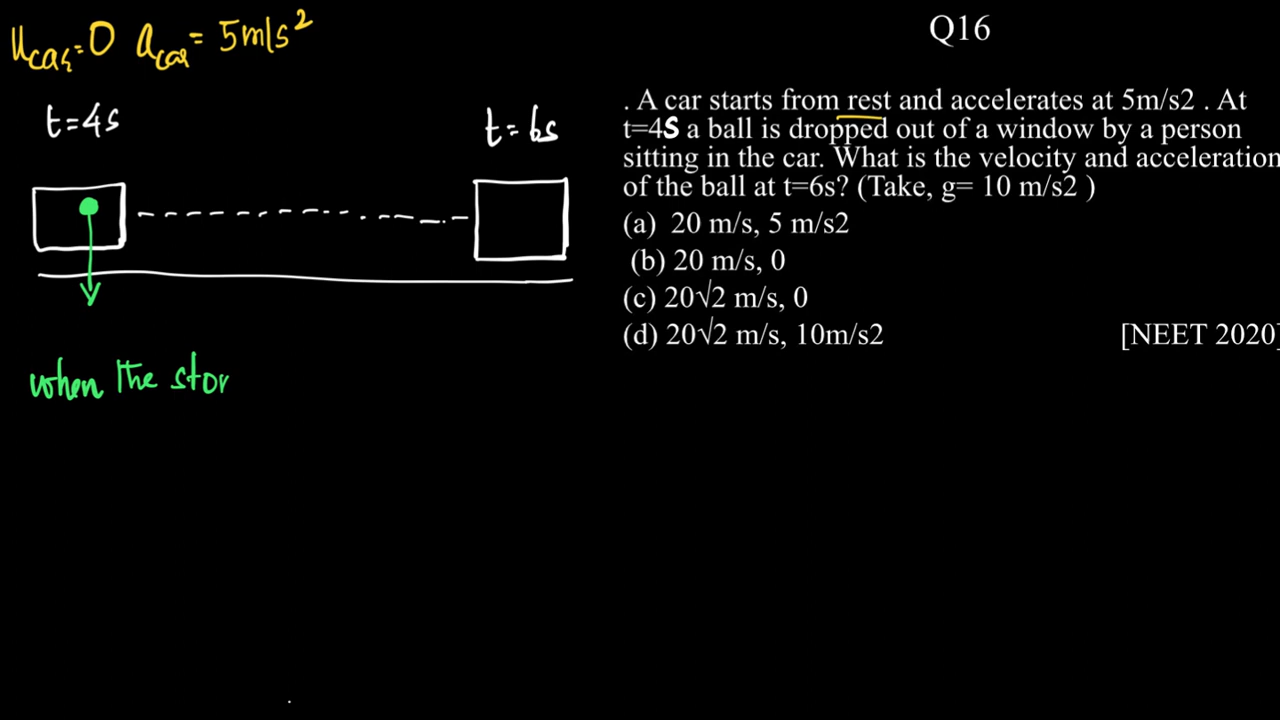 u_car=0 a_car= 5m/s²
Q16
t=4s
t= 6s
. A car starts from rest and accelerates at 5m/s2 . At
t=4S a ball is dropped out of a window by a person
sitting in the car. What is the velocity and acceleration
of the ball at t=6s? (Take, g= 10 m/s2 )
(a) 20 m/s, 5 m/s2
(b) 20 m/s, 0
(c) 20√2 m/s, 0
(d) 20√2 m/s, 10m/s2
[NEET 2020]
when the stor